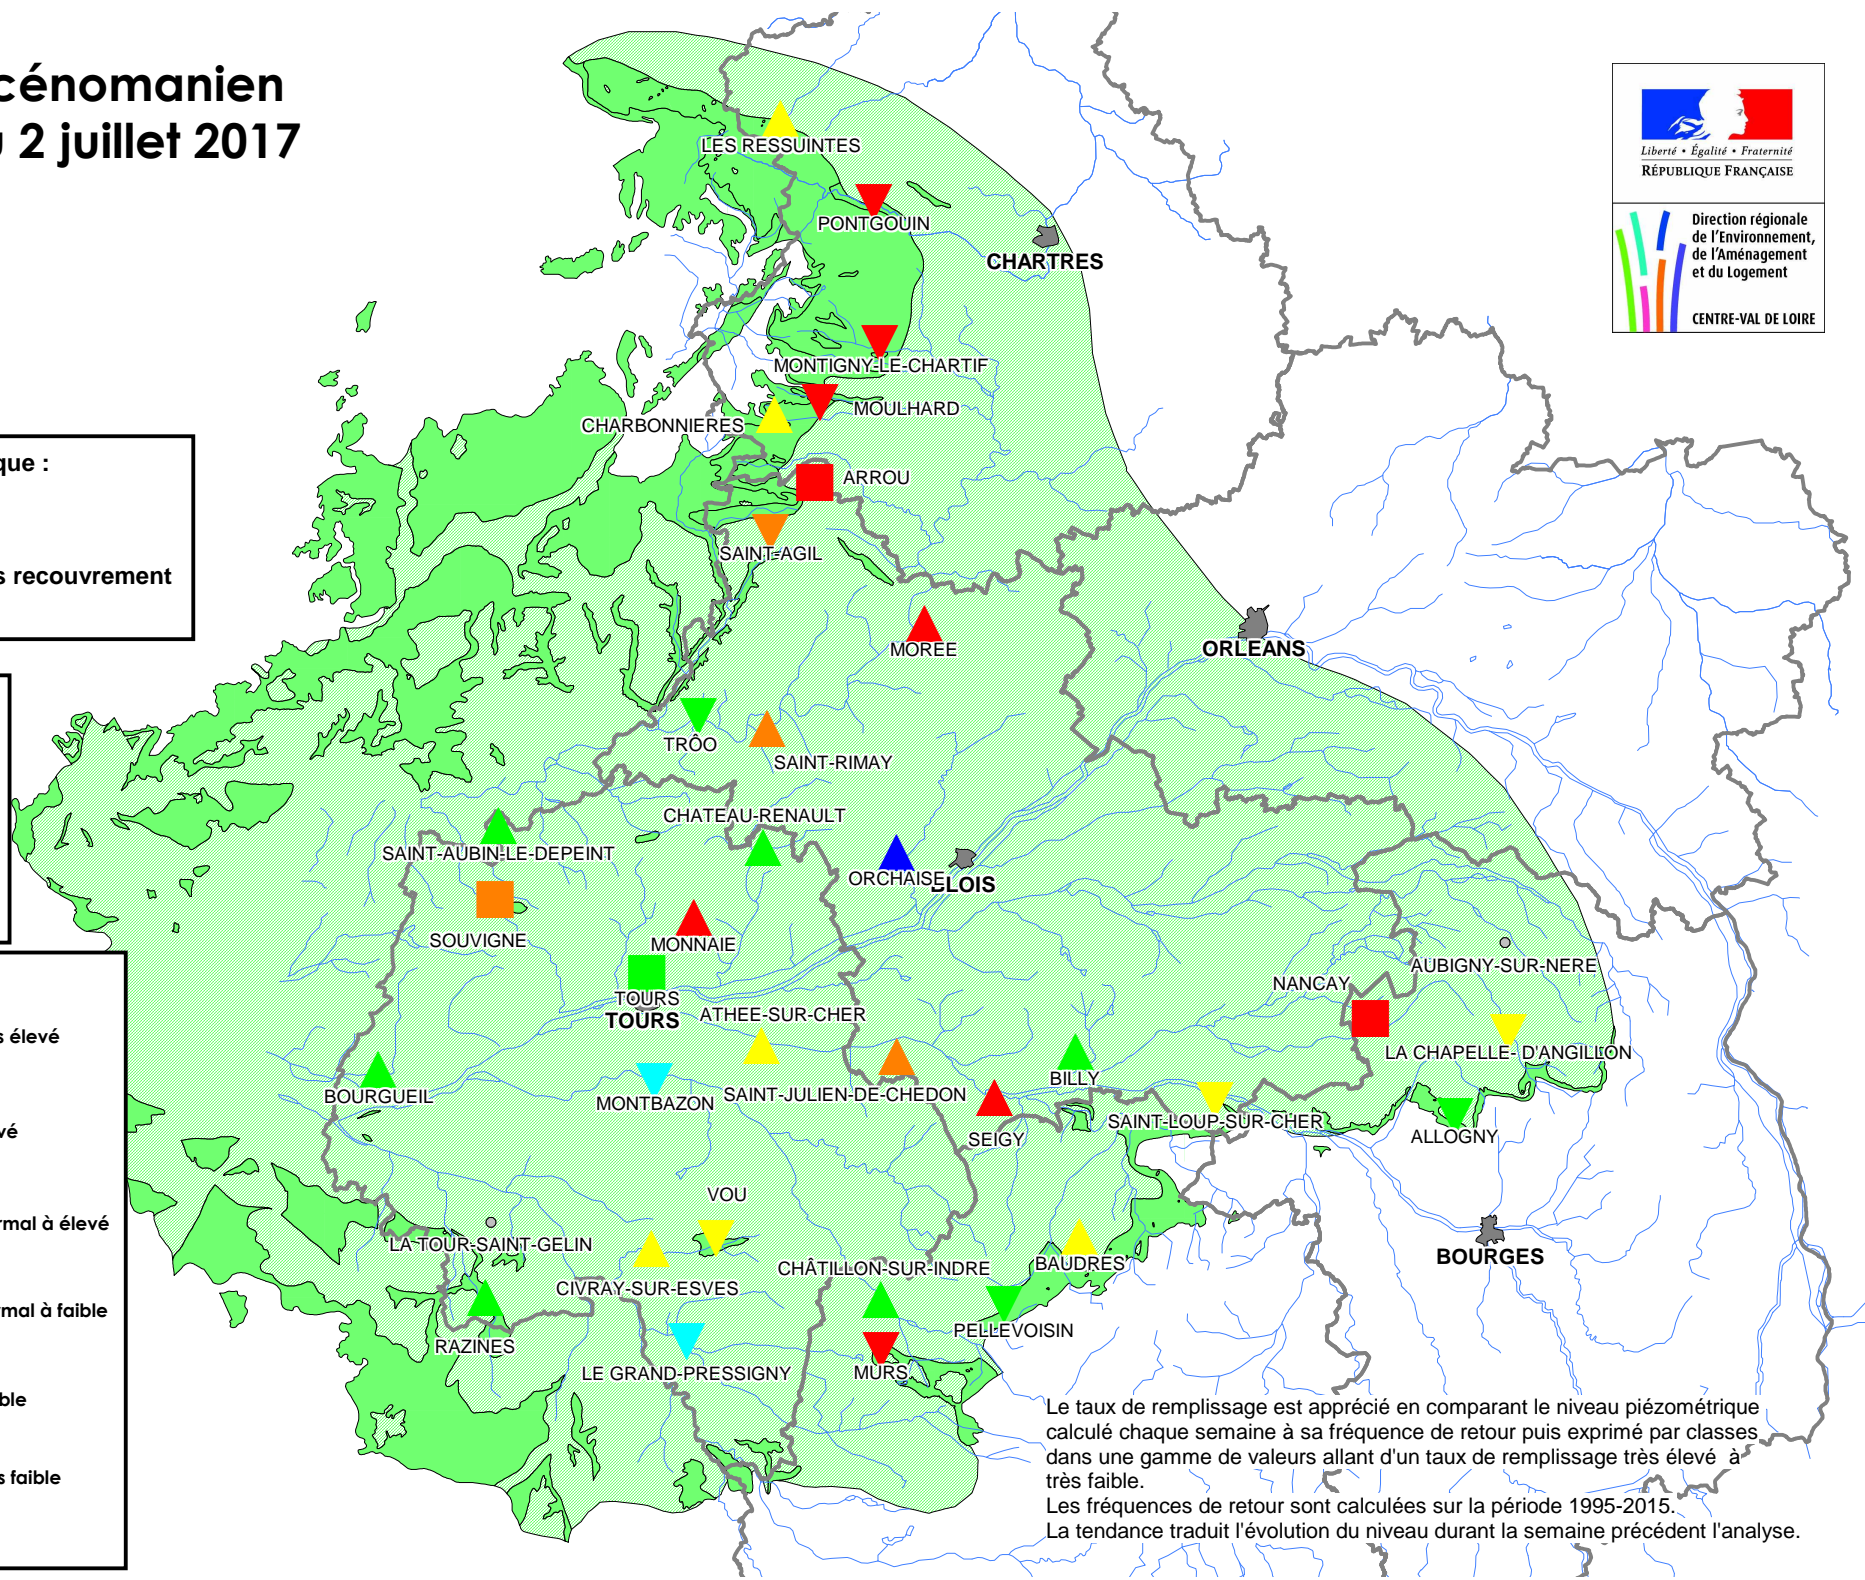 cénomanien
2 juillet 2017
Liberté • Égalité • Fraternité
RÉPUBLIQUE FRANÇAISE
Direction régionale
de l'Environnement,
de l'Aménagement
et du Logement
CENTRE-VAL DE LOIRE
LES RESSUINTES
PONTGOUIN
CHARTRES
MONTIGNY-LE-CHARTIF
MOULHARD
CHARBONNIERES
que :
ARROU
SAINT-AGIL
s recouvrement
MOREE
ORLEANS
TRÔO
SAINT-RIMAY
CHATEAU-RENAULT
SAINT-AUBIN-LE-DEPEINT
ORCHAISE
BLOIS
SOUVIGNE
MONNAIE
AUBIGNY-SUR-NERE
NANCAY
TOURS
TOURS
ATHEE-SUR-CHER
s élevé
LA CHAPELLE- D'ANGILLON
BILLY
BOURGUEIL
MONTBAZON
SAINT-JULIEN-DE-CHEDON
SAINT-LOUP-SUR-CHER
vé
SEIGY
ALLOGNY
VOU
rmal à élevé
LA TOUR-SAINT-GELIN
BOURGES
CHÂTILLON-SUR-INDRE
BAUDRES
CIVRAY-SUR-ESVES
rmal à faible
PELLEVOISIN
RAZINES
LE GRAND-PRESSIGNY
MURS
ble
s faible
Le taux de remplissage est apprécié en comparant le niveau piézométrique
calculé chaque semaine à sa fréquence de retour puis exprimé par classes
dans une gamme de valeurs allant d'un taux de remplissage très élevé à
très faible.
Les fréquences de retour sont calculées sur la période 1995-2015.
La tendance traduit l'évolution du niveau durant la semaine précédent l'analyse.